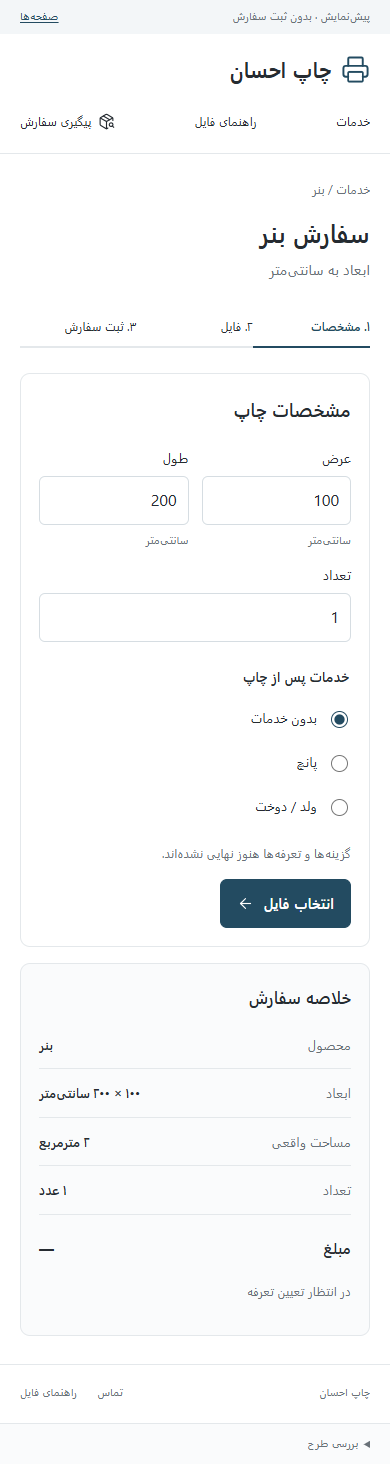 پیش‌نمایش · بدون ثبت سفارش صفحه‌ها
چاپ احسان
خدمات راهنمای فایل پیگیری سفارش
خدمات / بنر
سفارش بنر
ابعاد به سانتی‌متر
۱. مشخصات ۲. فایل ۳. ثبت سفارش
مشخصات چاپ
عرض طول
100 200
سانتی‌متر سانتی‌متر
تعداد
1
خدمات پس از چاپ
بدون خدمات
پانچ
ولد / دوخت
گزینه‌ها و تعرفه‌ها هنوز نهایی نشده‌اند.
انتخاب فایل ←
خلاصه سفارش
محصول بنر
ابعاد ۱۰۰ × ۲۰۰ سانتی‌متر
مساحت واقعی ۲ مترمربع
تعداد ۱ عدد
مبلغ —
در انتظار تعیین تعرفه
چاپ احسان تماس راهنمای فایل
بررسی طرح